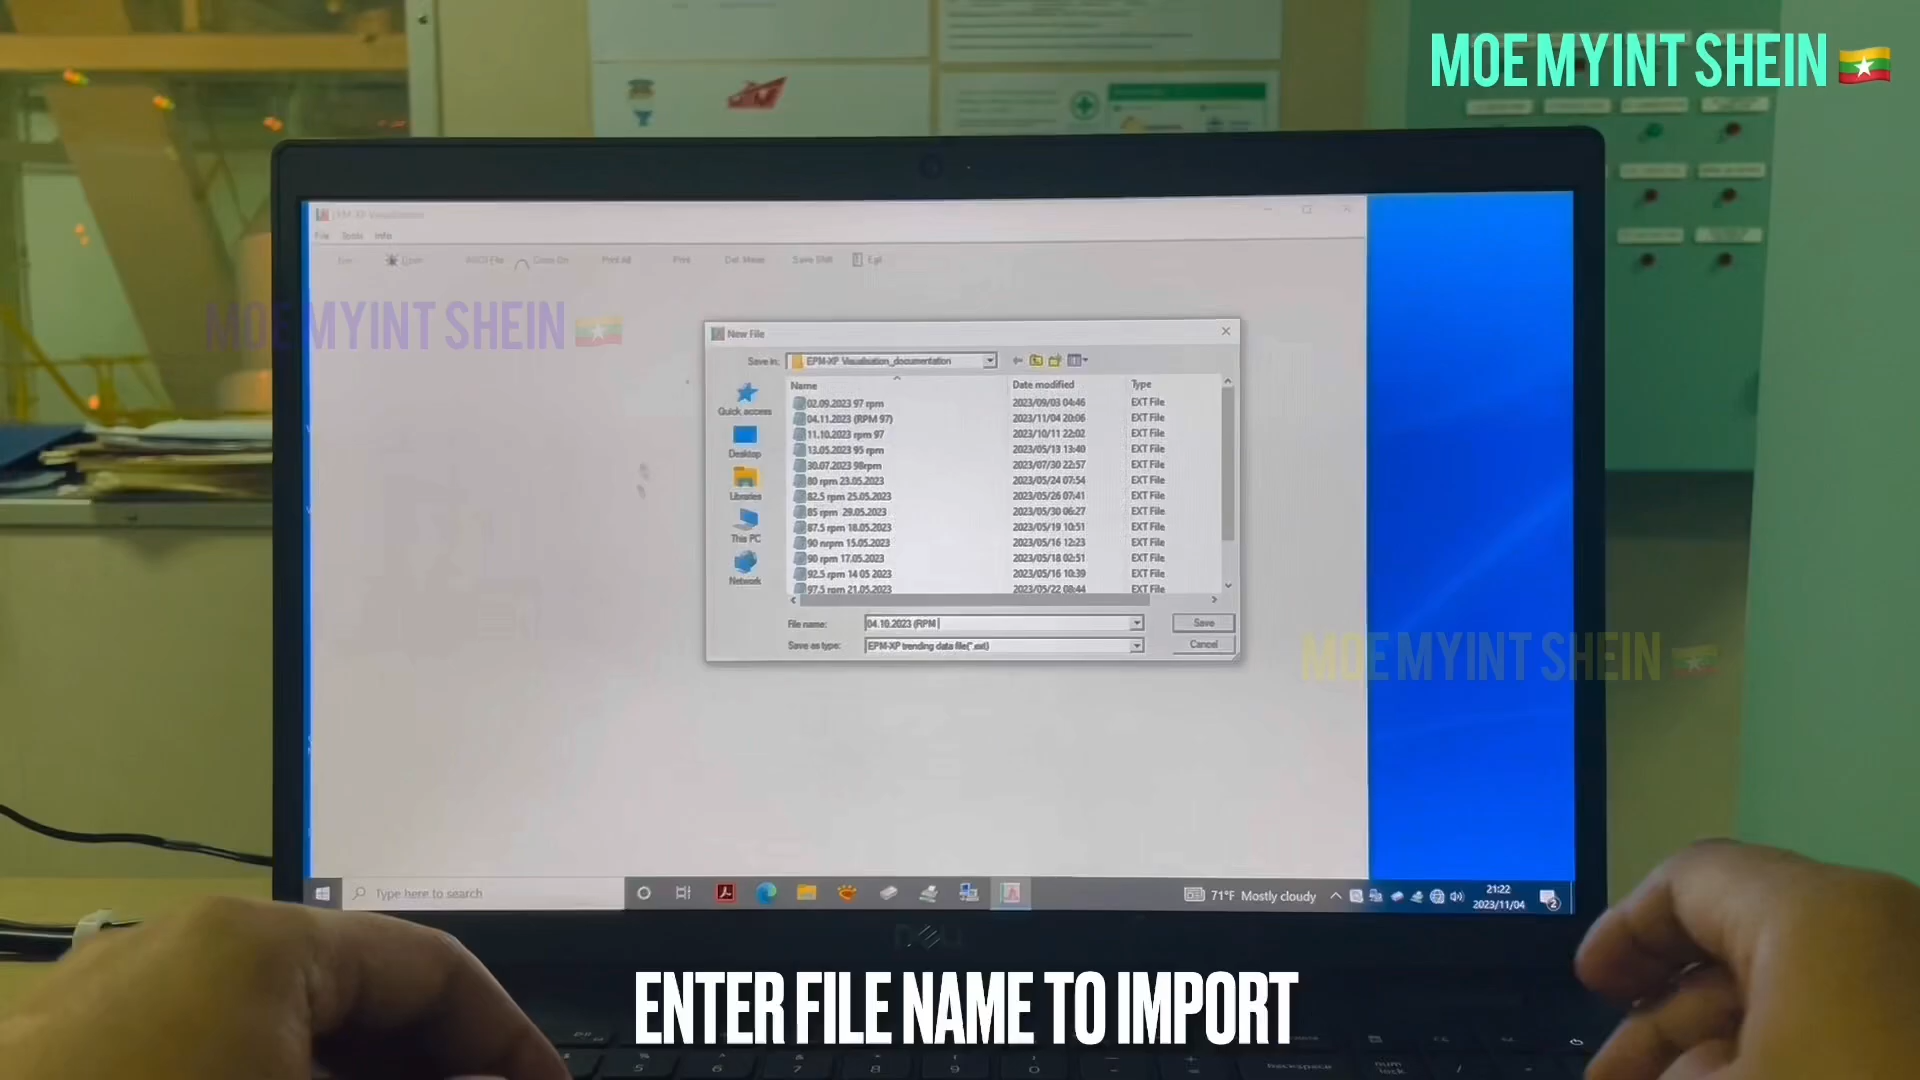 MOE MYINT SHEIN
EPM-XP Visualisation
File Tools Info
Open ASCII File Comm On Print All Print Exit
MOE MYINT SHEIN
New File
Save in: EPM-XP Visualisation_documentation
Name Date modified Type
Quick access
Desktop
Libraries
This PC
Network
02.09.2023 97 rpm 2023/09/03 04:46 EXT File
04.11.2023 (RPM 97) 2023/11/04 20:06 EXT File
11.10.2023 rpm 97 2023/10/11 22:02 EXT File
13.05.2023 95 rpm 2023/05/13 13:40 EXT File
30.07.2023 98rpm 2023/07/30 22:57 EXT File
80 rpm 23.05.2023 2023/05/24 07:54 EXT File
82.5 rpm 25.05.2023 2023/05/26 07:41 EXT File
85 rpm 29.05.2023 2023/05/30 06:27 EXT File
87.5 rpm 18.05.2023 2023/05/19 10:51 EXT File
90 nrpm 15.05.2023 2023/05/16 12:23 EXT File
90 rpm 17.05.2023 2023/05/18 02:51 EXT File
92.5 rpm 14 05 2023 2023/05/16 10:39 EXT File
97.5 rpm 21.05.2023 2023/05/22 08:44 EXT File
File name: 04.10.2023 (RPM Save
Save as type: EPM-XP trending data file(*.ext) Cancel
MOE MYINT SHEIN
Type here to search 71°F Mostly cloudy 21:22
2023/11/04 2
DELL
ENTER FILE NAME TO IMPORT
5 6 7 8 9 0
backspace num lock